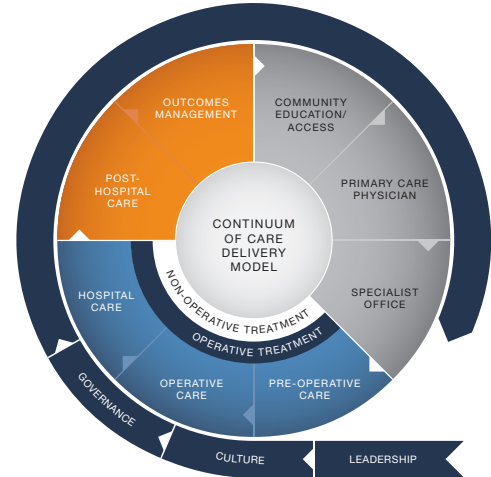 OUTCOMES
MANAGEMENT
COMMUNITY
EDUCATION/
ACCESS
POST-
HOSPITAL
CARE
PRIMARY CARE
PHYSICIAN
CONTINUUM
OF CARE
DELIVERY
MODEL
HOSPITAL
CARE
SPECIALIST
OFFICE
NON-OPERATIVE TREATMENT
OPERATIVE TREATMENT
OPERATIVE
CARE
PRE-OPERATIVE
CARE
GOVERNANCE
CULTURE
LEADERSHIP